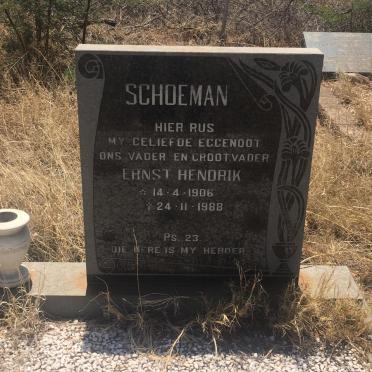 SCHOEMAN
HIER RUS
MY GELIEFDE EGGENOOT
ONS VADER EN GROOTVADER
ERNST HENDRIK
☆ 14-4-1906
✝ 24-11-1988
PS. 23
DIE HERE IS MY HERDER